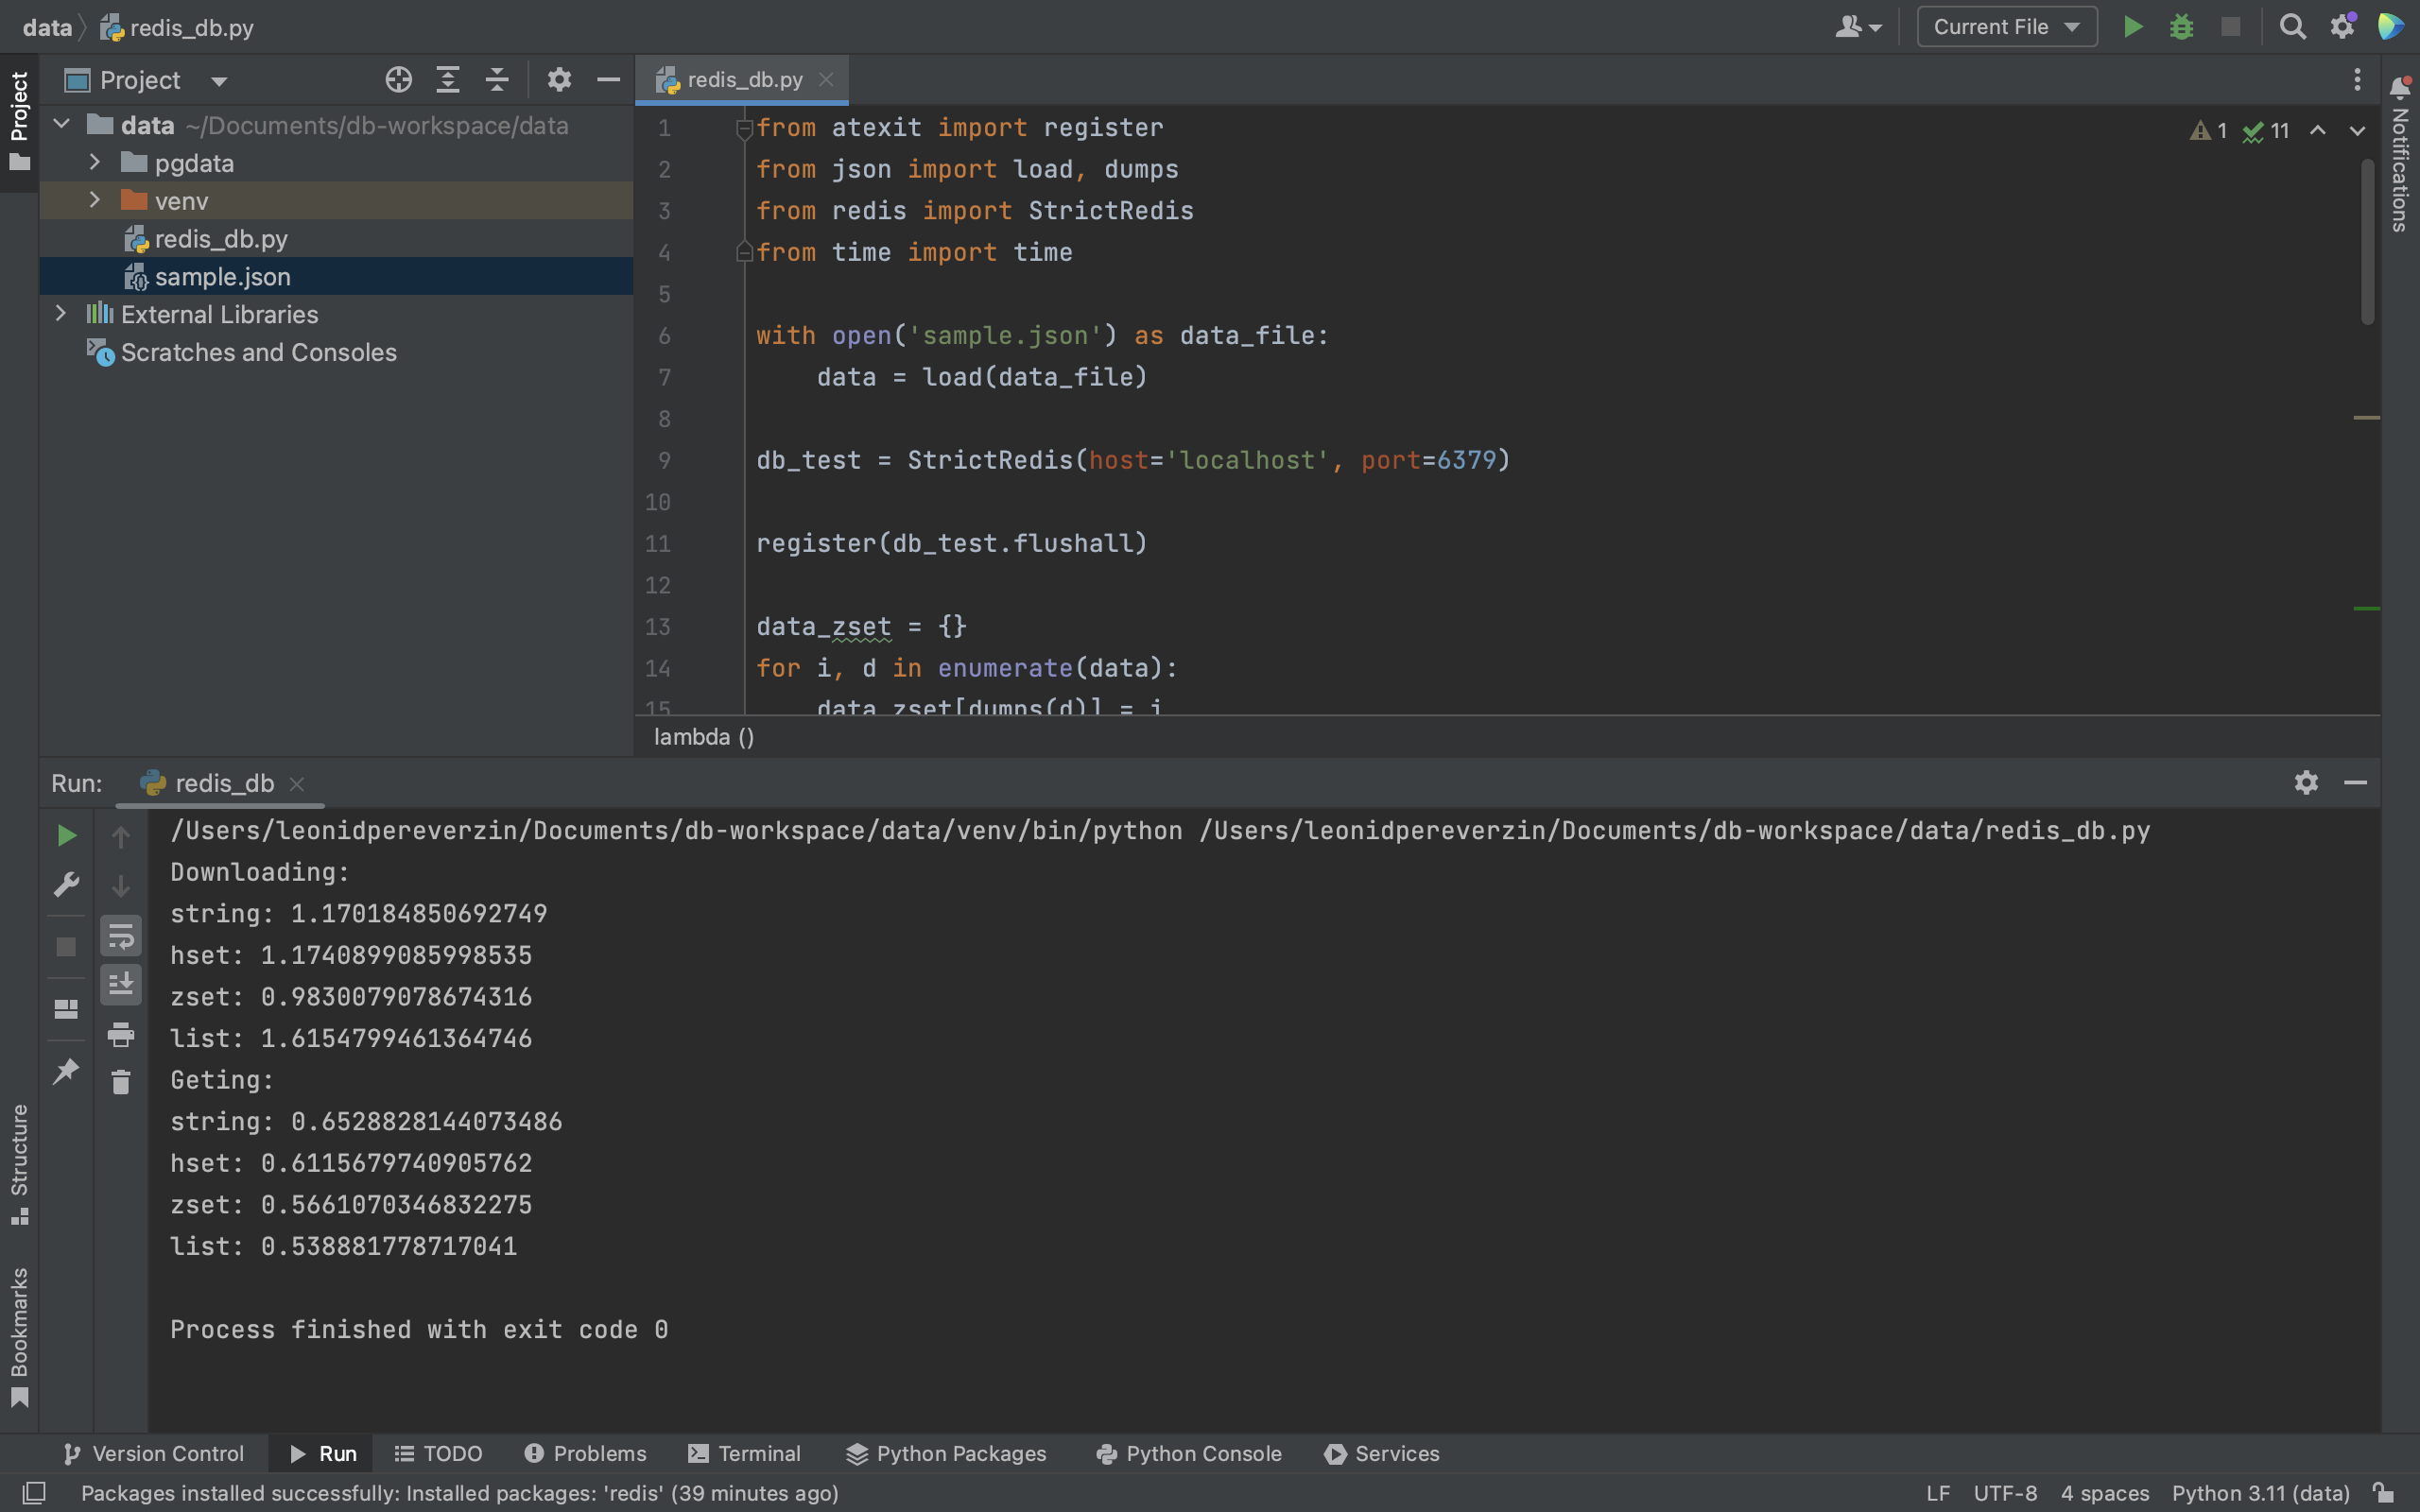 data redis_db.py Current File
Project
Project
redis_db.py
Notifications
data ~/Documents/db-workspace/data
pgdata
venv
redis_db.py
sample.json
External Libraries
Scratches and Consoles
1 11
1 from atexit import register
2 from json import load, dumps
3 from redis import StrictRedis
4 from time import time
5
6 with open('sample.json') as data_file:
7 data = load(data_file)
8
9 db_test = StrictRedis(host='localhost', port=6379)
10
11 register(db_test.flushall)
12
13 data_zset = {}
14 for i, d in enumerate(data):
15 data_zset[dumps(d)] = i
lambda ()
Run: redis_db
/Users/leonidpereverzin/Documents/db-workspace/data/venv/bin/python /Users/leonidpereverzin/Documents/db-workspace/data/redis_db.py
Downloading:
string: 1.170184850692749
hset: 1.1740899085998535
zset: 0.9830079078674316
list: 1.6154799461364746
Geting:
string: 0.6528828144073486
hset: 0.6115679740905762
zset: 0.5661070346832275
list: 0.538881778717041
Process finished with exit code 0
Structure
Bookmarks
Version Control Run TODO Problems Terminal Python Packages Python Console Services
Packages installed successfully: Installed packages: 'redis' (39 minutes ago) LF UTF-8 4 spaces Python 3.11 (data)